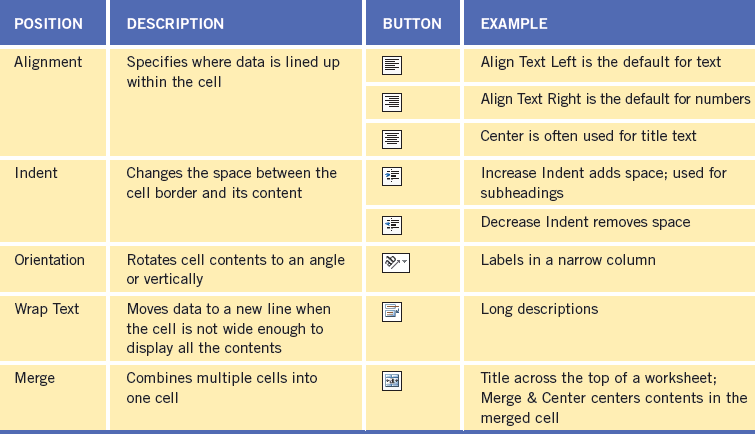 POSITION DESCRIPTION BUTTON EXAMPLE
Alignment Specifies where data is lined up Align Text Left is the default for text
within the cell
Align Text Right is the default for numbers
Center is often used for title text
Indent Changes the space between the Increase Indent adds space; used for
cell border and its content subheadings
Decrease Indent removes space
Orientation Rotates cell contents to an angle Labels in a narrow column
or vertically
Wrap Text Moves data to a new line when Long descriptions
the cell is not wide enough to
display all the contents
Merge Combines multiple cells into Title across the top of a worksheet;
one cell Merge & Center centers contents in the
merged cell